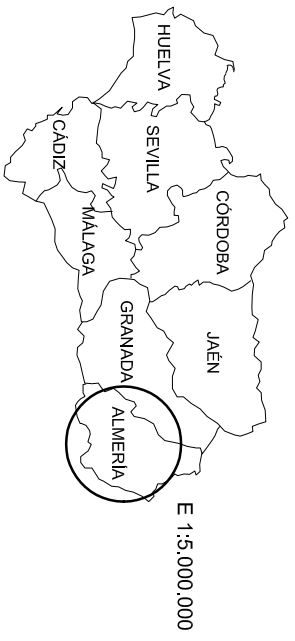 HUELVA
SEVILLA
CÁDIZ
CÓRDOBA
MÁLAGA
JAÉN
GRANADA
ALMERÍA
E 1:5.000.000